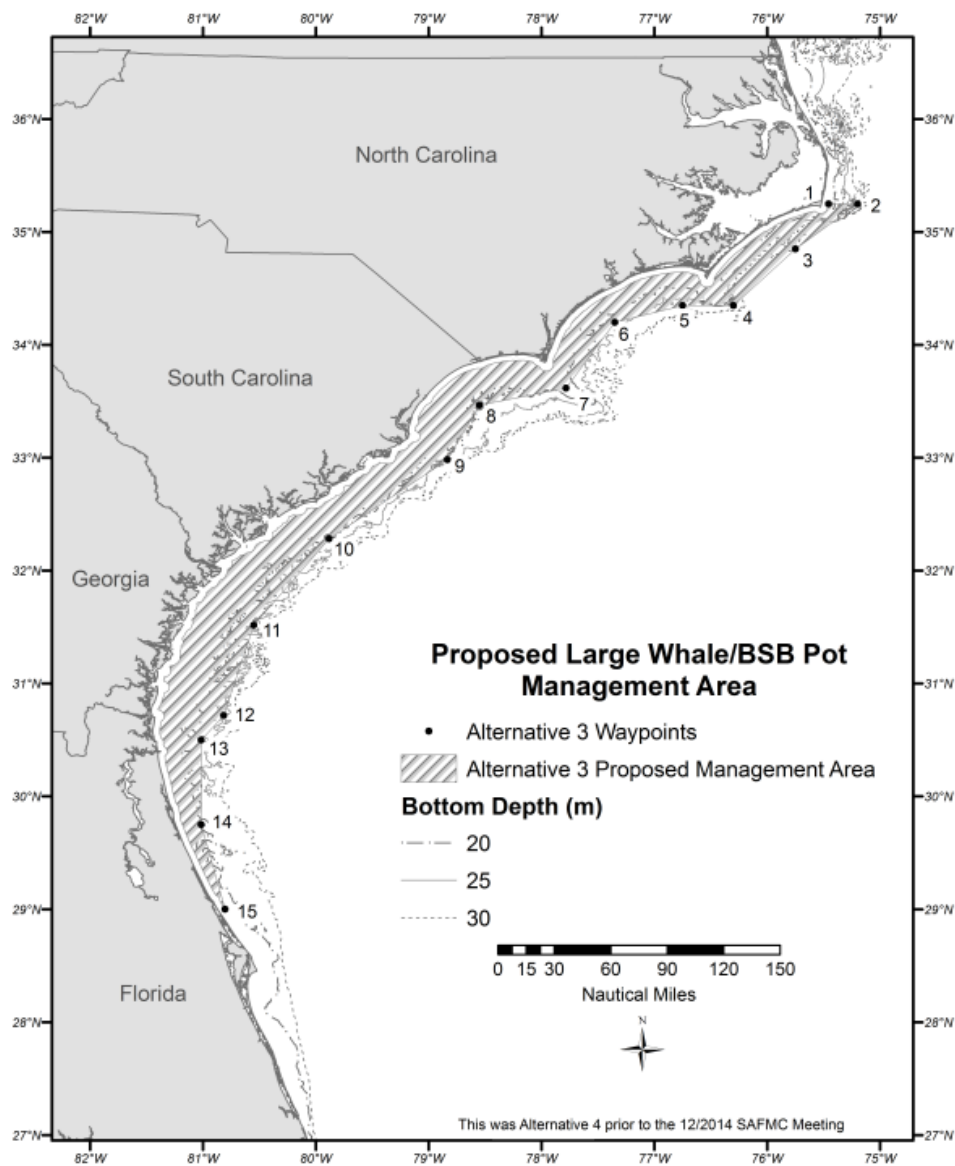 82°W 81°W 80°W 79°W 78°W 77°W 76°W 75°W
36°N 36°N
North Carolina
1
2
35°N 35°N
3
5 4
6
34°N 34°N
South Carolina
7
8
33°N 33°N
9
10
32°N 32°N
Georgia
11
Proposed Large Whale/BSB Pot
Management Area
31°N 31°N
12
Alternative 3 Waypoints
13
Alternative 3 Proposed Management Area
30°N 30°N
Bottom Depth (m)
14
20
25
29°N 29°N
15
30
0 15 30 60 90 120 150
Nautical Miles
Florida
28°N 28°N
N
This was Alternative 4 prior to the 12/2014 SAFMC Meeting
27°N 27°N
82°W 81°W 80°W 79°W 78°W 77°W 76°W 75°W